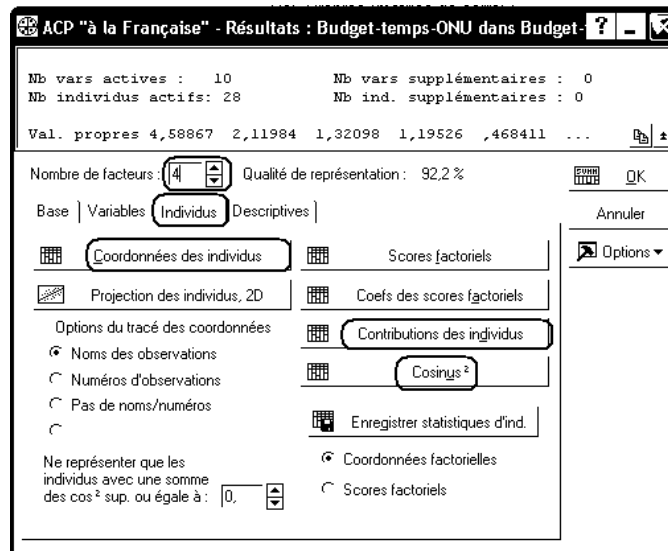 ACP "à la Française" - Résultats : Budget-temps-ONU dans Budget-
Nb vars actives : 10 Nb vars supplémentaires : 0
Nb individus actifs: 28 Nb ind. supplémentaires : 0
Val. propres 4,58867 2,11984 1,32098 1,19526 ,468411 ...
Nombre de facteurs : 4 Qualité de représentation : 92,2 %
OK
Base Variables Individus Descriptives
Annuler
Coordonnées des individus Scores factoriels
Options
Projection des individus, 2D Coefs des scores factoriels
Options du tracé des coordonnées
Contributions des individus
Noms des observations
Cosinus ²
Numéros d'observations
Pas de noms/numéros
Enregistrer statistiques d'ind.
Ne représenter que les
individus avec une somme
des cos ² sup. ou égale à : 0,
Coordonnées factorielles
Scores factoriels